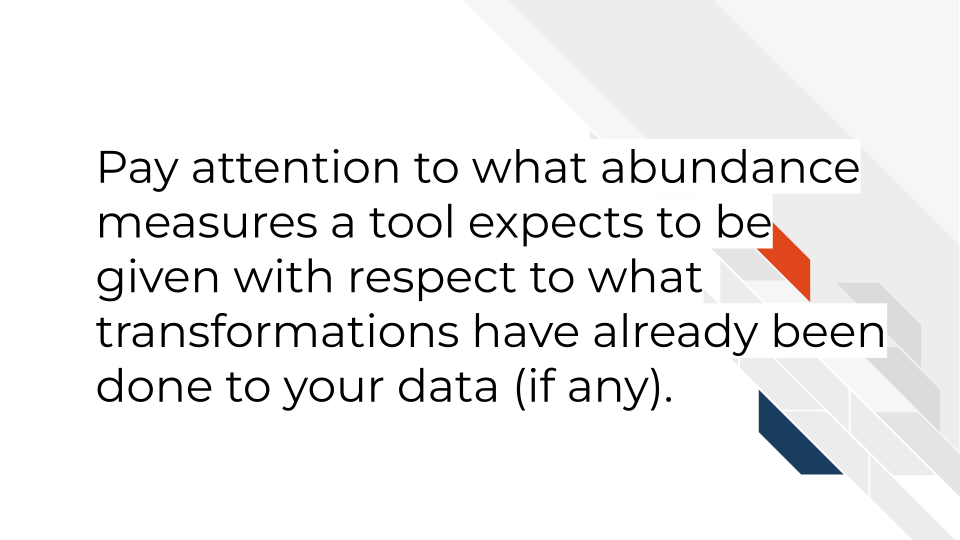 Pay attention to what abundance
measures a tool expects to be
given with respect to what
transformations have already been
done to your data (if any).